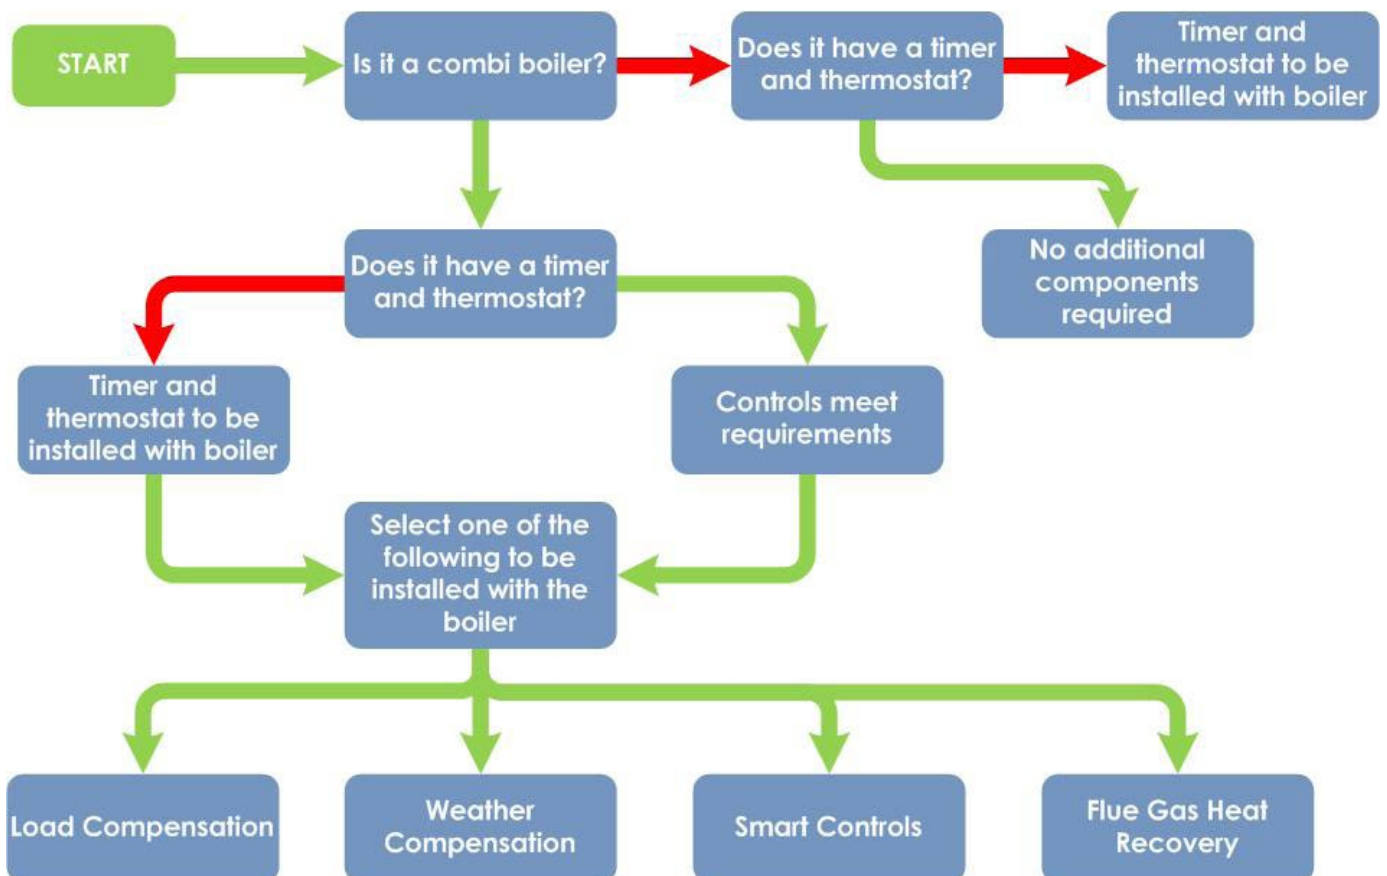 START
Is it a combi boiler?
Does it have a timer
and thermostat?
Timer and
thermostat to be
installed with boiler
No additional
components
required
Does it have a timer
and thermostat?
Timer and
thermostat to be
installed with boiler
Controls meet
requirements
Select one of the
following to be
installed with the
boiler
Load Compensation
Weather
Compensation
Smart Controls
Flue Gas Heat
Recovery